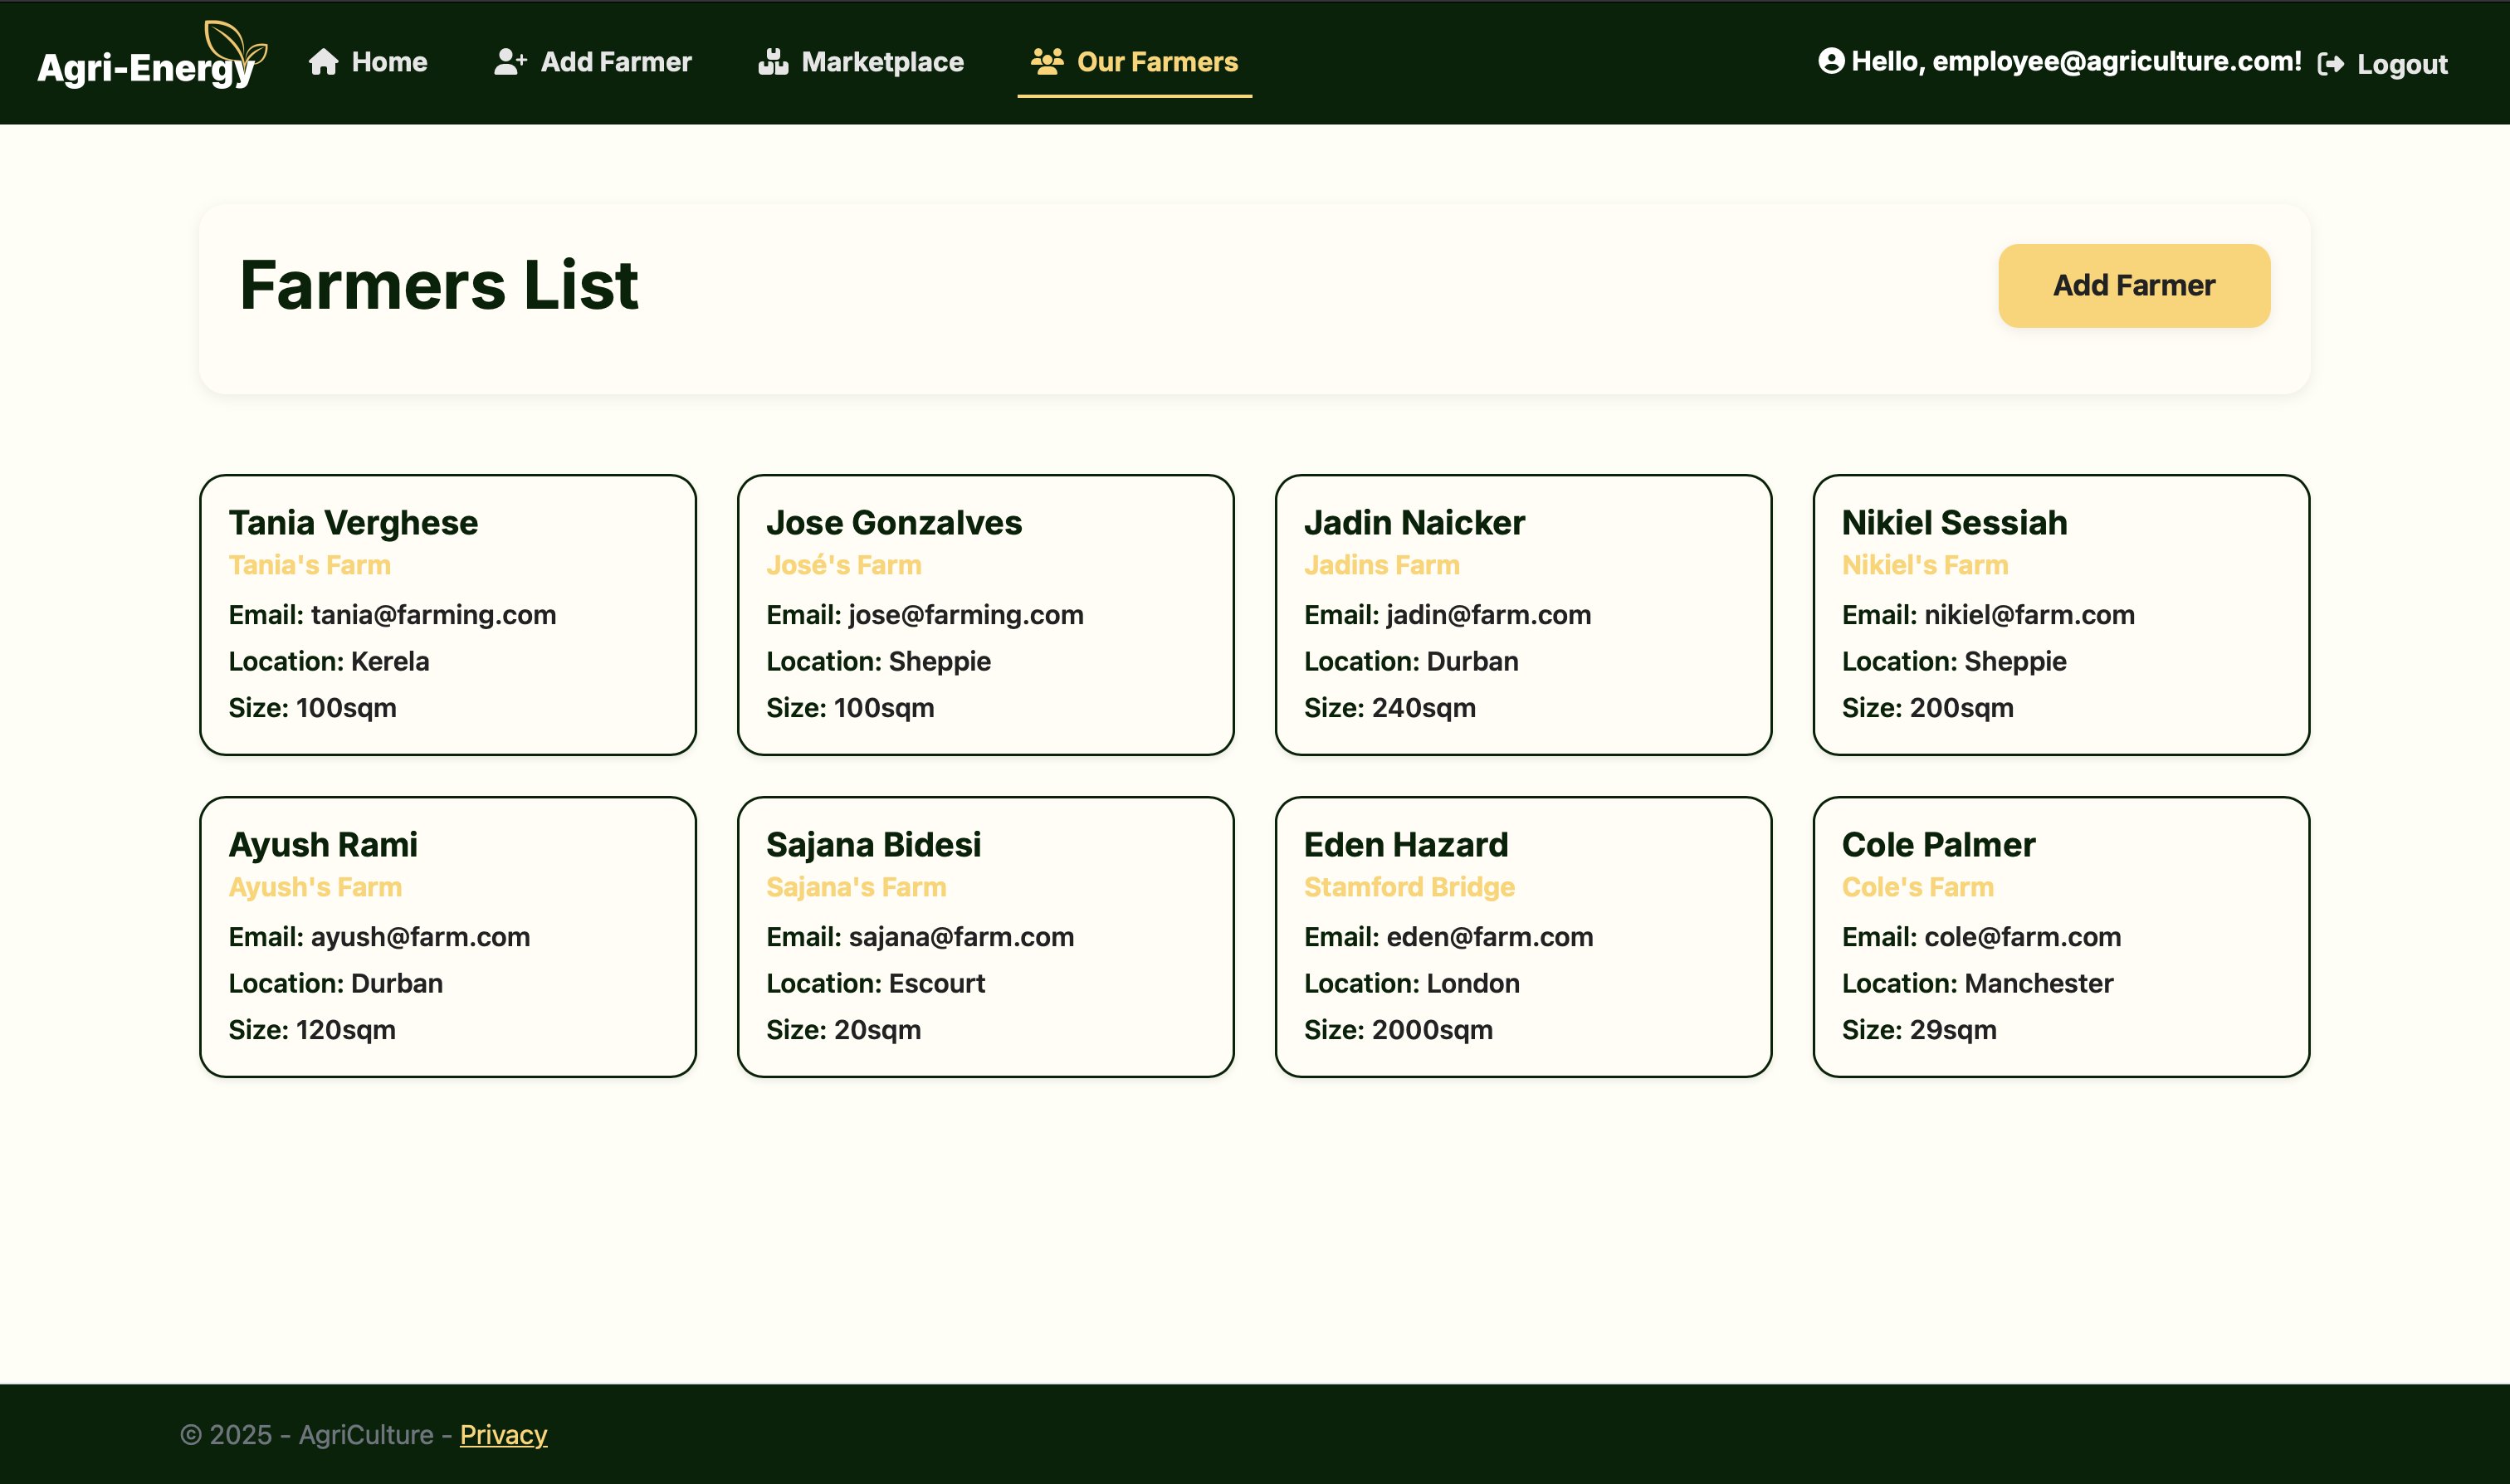 Agri-Energy
Home
Add Farmer
Marketplace
Our Farmers
Hello, employee@agriculture.com!
Logout
Farmers List
Add Farmer
Tania Verghese
Tania's Farm
Email: tania@farming.com
Location: Kerela
Size: 100sqm
Jose Gonzalves
José's Farm
Email: jose@farming.com
Location: Sheppie
Size: 100sqm
Jadin Naicker
Jadins Farm
Email: jadin@farm.com
Location: Durban
Size: 240sqm
Nikiel Sessiah
Nikiel's Farm
Email: nikiel@farm.com
Location: Sheppie
Size: 200sqm
Ayush Rami
Ayush's Farm
Email: ayush@farm.com
Location: Durban
Size: 120sqm
Sajana Bidesi
Sajana's Farm
Email: sajana@farm.com
Location: Escourt
Size: 20sqm
Eden Hazard
Stamford Bridge
Email: eden@farm.com
Location: London
Size: 2000sqm
Cole Palmer
Cole's Farm
Email: cole@farm.com
Location: Manchester
Size: 29sqm
© 2025 - AgriCulture - Privacy